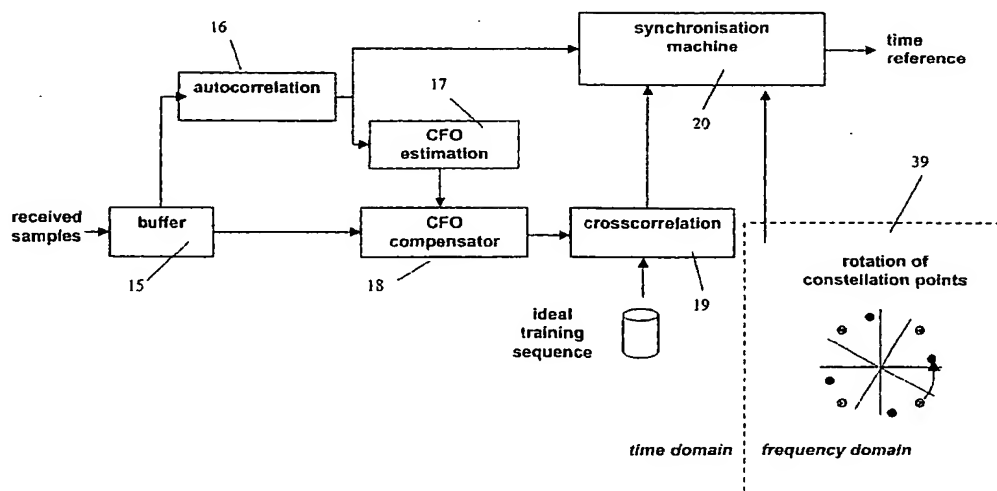 16
autocorrelation
17
CFO
estimation
synchronisation
machine
20
time
reference
received
samples
buffer
15
CFO
compensator
18
crosscorrelation
19
ideal
training
sequence
39
rotation of
constellation points
time domain
frequency domain